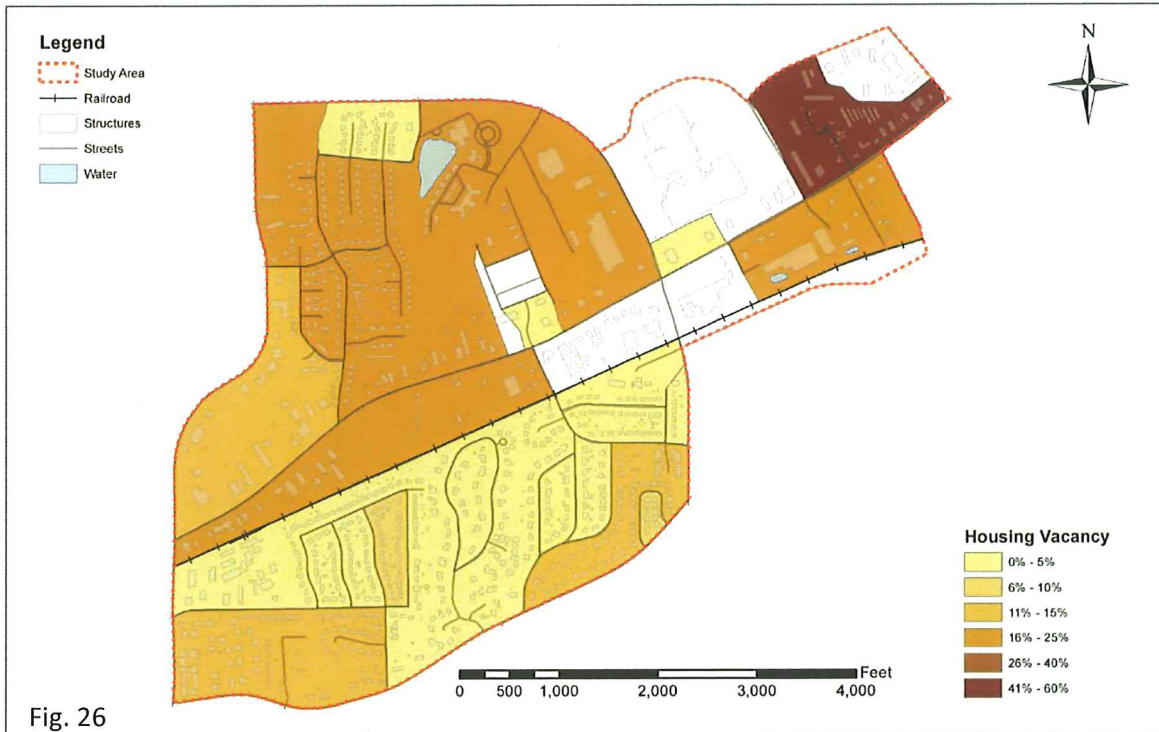 Legend
Study Area
Railroad
Structures
Streets
Water
N
Housing Vacancy
0% - 5%
6% - 10%
11% - 15%
16% - 25%
26% - 40%
41% - 60%
Feet
0 500 1,000 2,000 3,000 4,000
Fig. 26